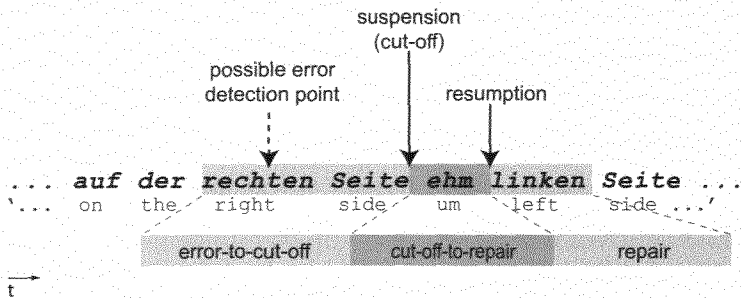 suspension
(cut-off)
possible error
detection point
resumption
... auf der rechten Seite ehm linken Seite ...
'... on the right side um left side ...'
error-to-cut-off cut-off-to-repair repair
t